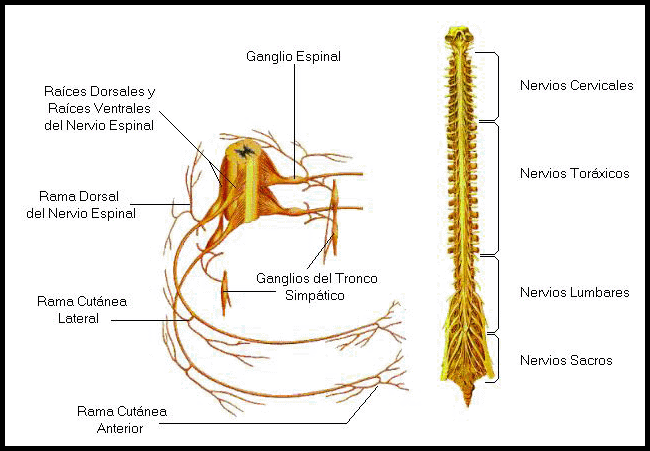 Ganglio Espinal
Raíces Dorsales y
Raíces Ventrales
del Nervio Espinal
Rama Dorsal
del Nervio Espinal
Ganglios del Tronco
Simpático
Rama Cutánea
Lateral
Rama Cutánea
Anterior
Nervios Cervicales
Nervios Toráxicos
Nervios Lumbares
Nervios Sacros